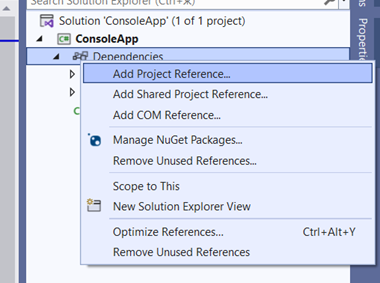 Search Solution Explorer (Ctrl+ж)
Solution 'ConsoleApp' (1 of 1 project)
ConsoleApp
Dependencies
Add Project Reference...
Add Shared Project Reference...
Add COM Reference...
Manage NuGet Packages...
Remove Unused References...
Scope to This
New Solution Explorer View
Optimize References... Ctrl+Alt+Y
Remove Unused References
Properties